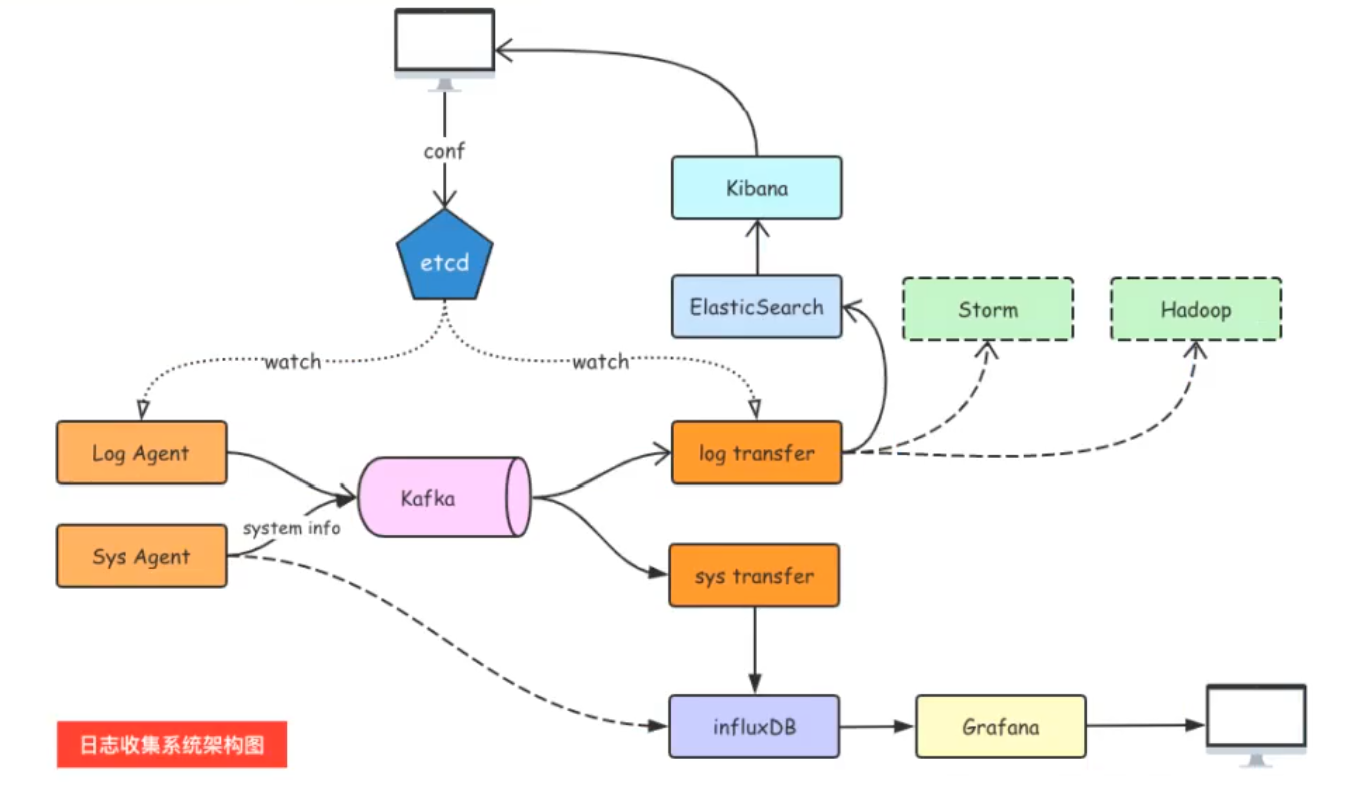 conf
Kibana
etcd
ElasticSearch
Storm
Hadoop
watch
watch
Log Agent
log transfer
Kafka
system info
Sys Agent
sys transfer
influxDB
Grafana
日志收集系统架构图